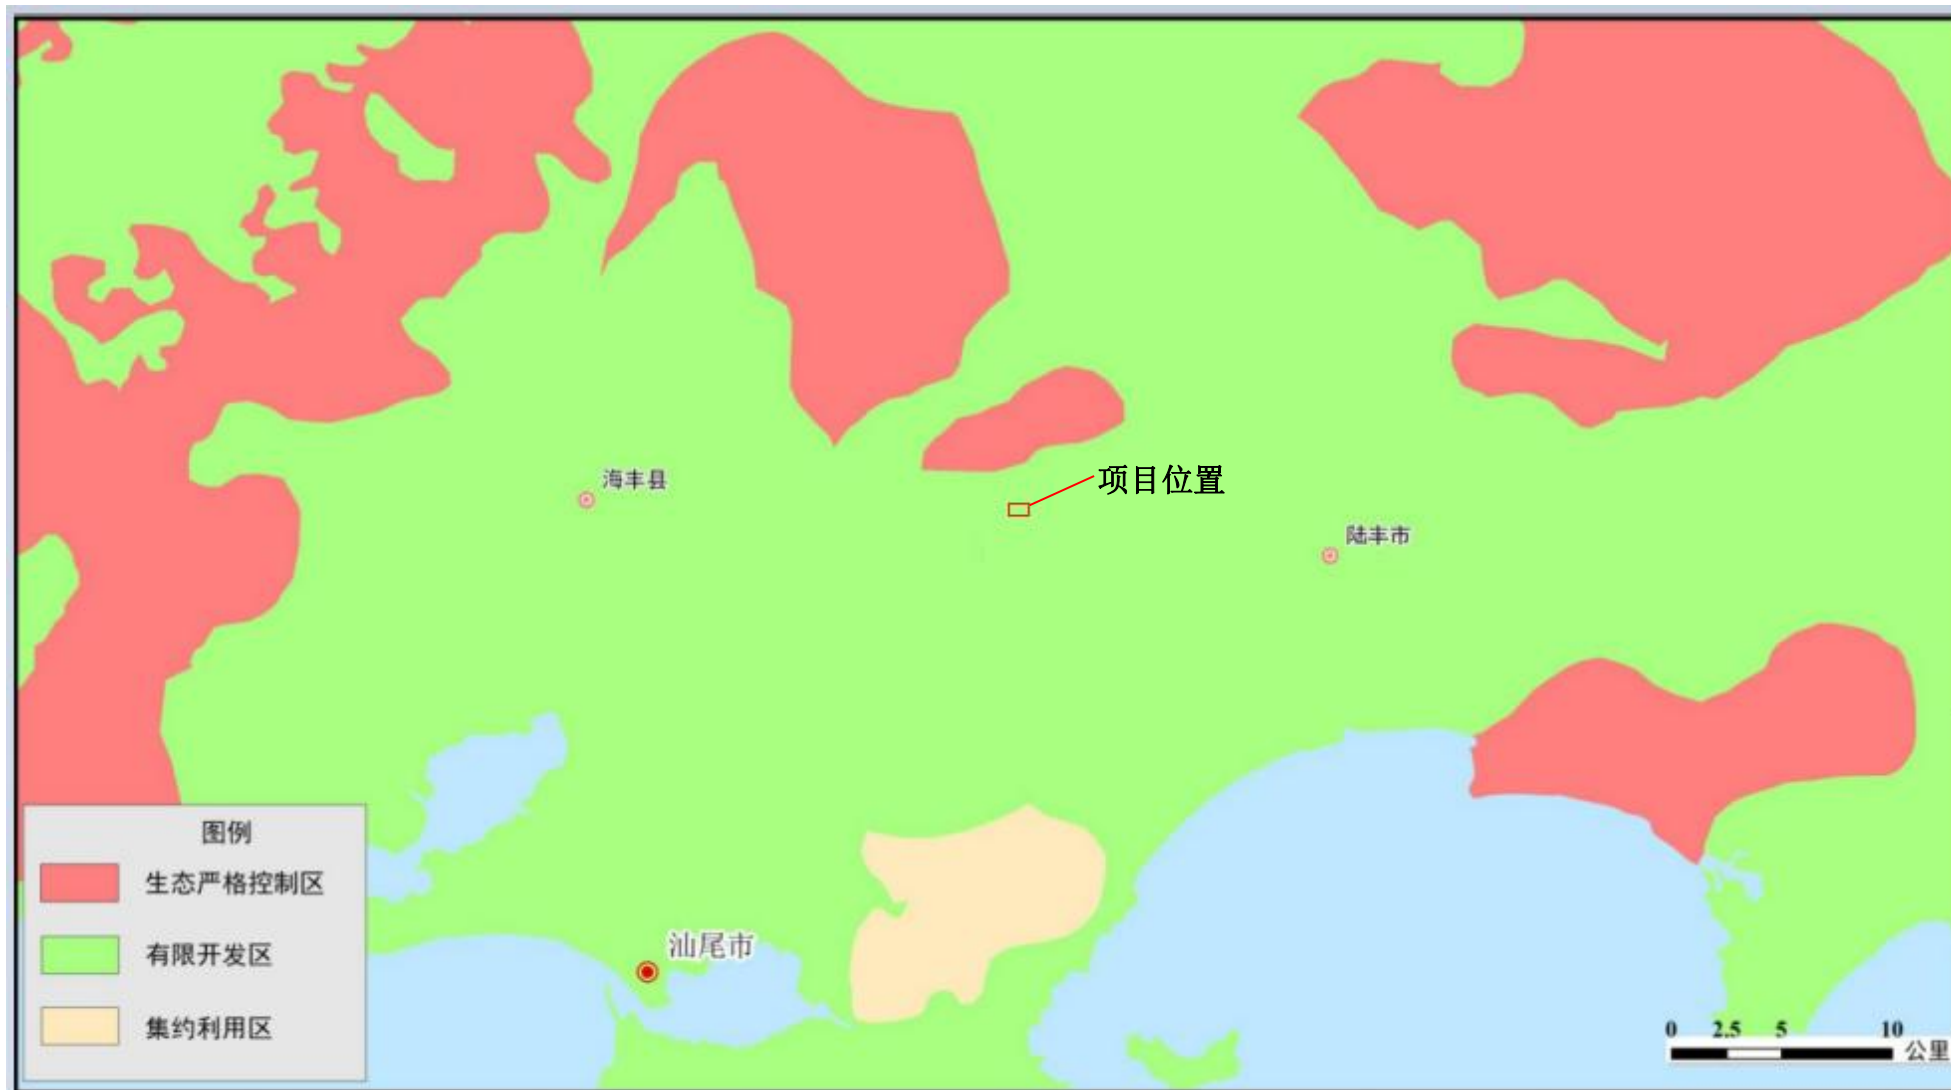 海丰县
项目位置
陆丰市
图例
生态严格控制区
有限开发区
集约利用区
汕尾市
0 2.5 5 10
公里